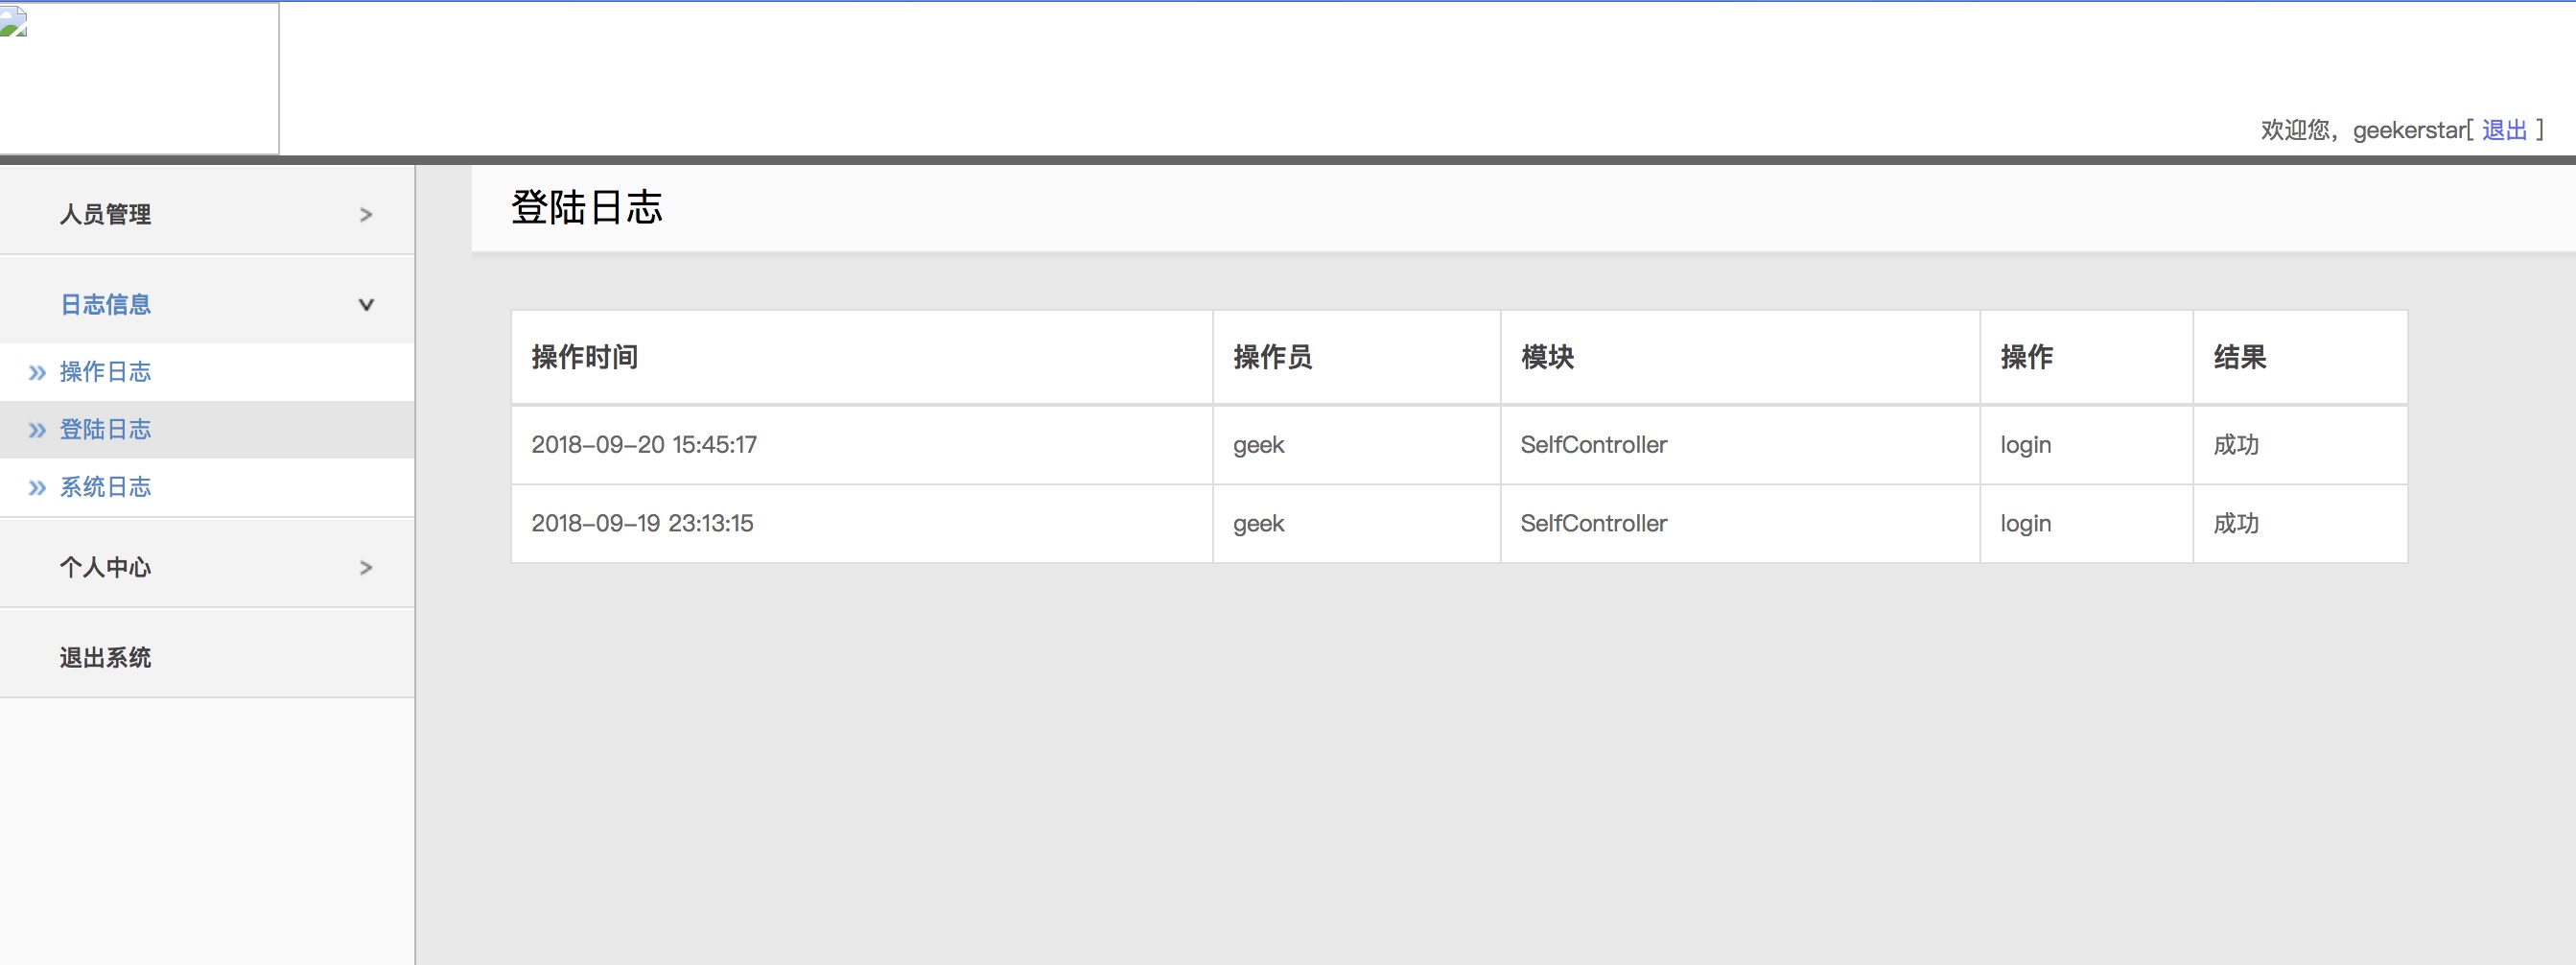 欢迎您，geekerstar[ 退出 ]
人员管理 >
日志信息 v
» 操作日志
» 登陆日志
» 系统日志
个人中心 >
退出系统
登陆日志
操作时间 操作员 模块 操作 结果
2018-09-20 15:45:17 geek SelfController login 成功
2018-09-19 23:13:15 geek SelfController login 成功